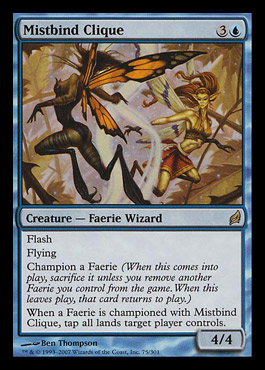 Mistbind Clique 3
Creature — Faerie Wizard
Flash
Flying
Champion a Faerie (When this comes into
play, sacrifice it unless you remove another
Faerie you control from the game. When this
leaves play, that card returns to play.)
When a Faerie is championed with Mistbind
Clique, tap all lands target player controls.
Ben Thompson
™ & © 1993–2007 Wizards of the Coast, Inc. 75/301
4/4